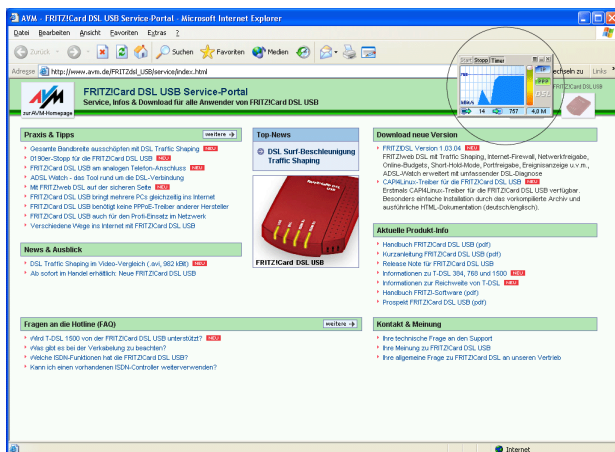 AVM - FRITZ!Card DSL USB Service-Portal - Microsoft Internet Explorer
Datei Bearbeiten Ansicht Favoriten Extras ?
Zurück Suchen Favoriten Medien
Adresse http://www.avm.de/FRITZdsl_USB/service/index.html Wechseln zu Links
Start Stopp Timer
kBit/s
14 757 4,0 M
AVM
zur AVM-Homepage
FRITZ!Card DSL USB Service-Portal
Service, Infos & Download für alle Anwender von FRITZ!Card DSL USB
FRITZ!Card DSL USB
Praxis & Tipps weitere
Gesamte Bandbreite ausschöpfen mit DSL Traffic Shaping NEU
0190er-Stopp für die FRITZ!Card DSL USB NEU
FRITZ!Card DSL USB am analogen Telefon-Anschluss NEU
ADSL Watch - das Tool rund um die DSL-Verbindung
Mit FRITZ!web DSL auf der sicheren Seite NEU
FRITZ!Card DSL USB bringt mehrere PCs gleichzeitig ins Internet
FRITZ!Card DSL USB benötigt keine PPPoE-Treiber anderer Hersteller
FRITZ!Card DSL USB auch für den Profi-Einsatz im Netzwerk
Verschiedene Wege ins Internet mit FRITZ!Card DSL USB
News & Ausblick
DSL Traffic Shaping im Video-Vergleich (.avi, 982 kB) NEU
Ab sofort im Handel erhältlich: Neue FRITZ!Card DSL USB
Top-News
DSL Surf-Beschleunigung
Traffic Shaping
FRITZ!Card DSL USB
Download neue Version
FRITZ!DSL Version 1.03.04 NEU
FRITZ!web DSL mit Traffic Shaping, Internet-Firewall, Netzwerkfreigabe,
Online-Budgets, Short-Hold-Mode, Portfreigabe, Ereignisanzeige u.v.m.,
ADSL-Watch erweitert mit umfassender DSL-Diagnose
CAPI4Linux-Treiber für die FRITZ!Card DSL USB NEU
Erstmals CAPI4Linux-Treiber für die FRITZ!Card DSL USB verfügbar.
Besonders einfache Installation durch das vorkompilierte Archiv und
ausführliche HTML-Dokumentation (deutsch/englisch).
Aktuelle Produkt-Info
Handbuch FRITZ!Card DSL USB (pdf)
Kurzanleitung FRITZ!Card DSL USB (pdf)
Release Note für FRITZ!Card DSL USB
Informationen zu T-DSL 384, 768 und 1500 NEU
Informationen zur Reichweite von T-DSL NEU
Handbuch FRITZ!-Software (pdf)
Prospekt FRITZ!Card DSL USB (pdf)
Fragen an die Hotline (FAQ) weitere
Wird T-DSL 1500 von der FRITZ!Card DSL USB unterstützt? NEU
Was gibt es bei der Verkabelung zu beachten?
Welche ISDN-Funktionen hat die FRITZ!Card DSL USB?
Kann ich einen vorhandenen ISDN-Controller weiterverwenden?
Kontakt & Meinung
Ihre technische Frage an den Support
Ihre Meinung zu FRITZ!Card DSL USB
Ihre allgemeine Frage zu FRITZ!Card DSL an unseren Vertrieb
Internet